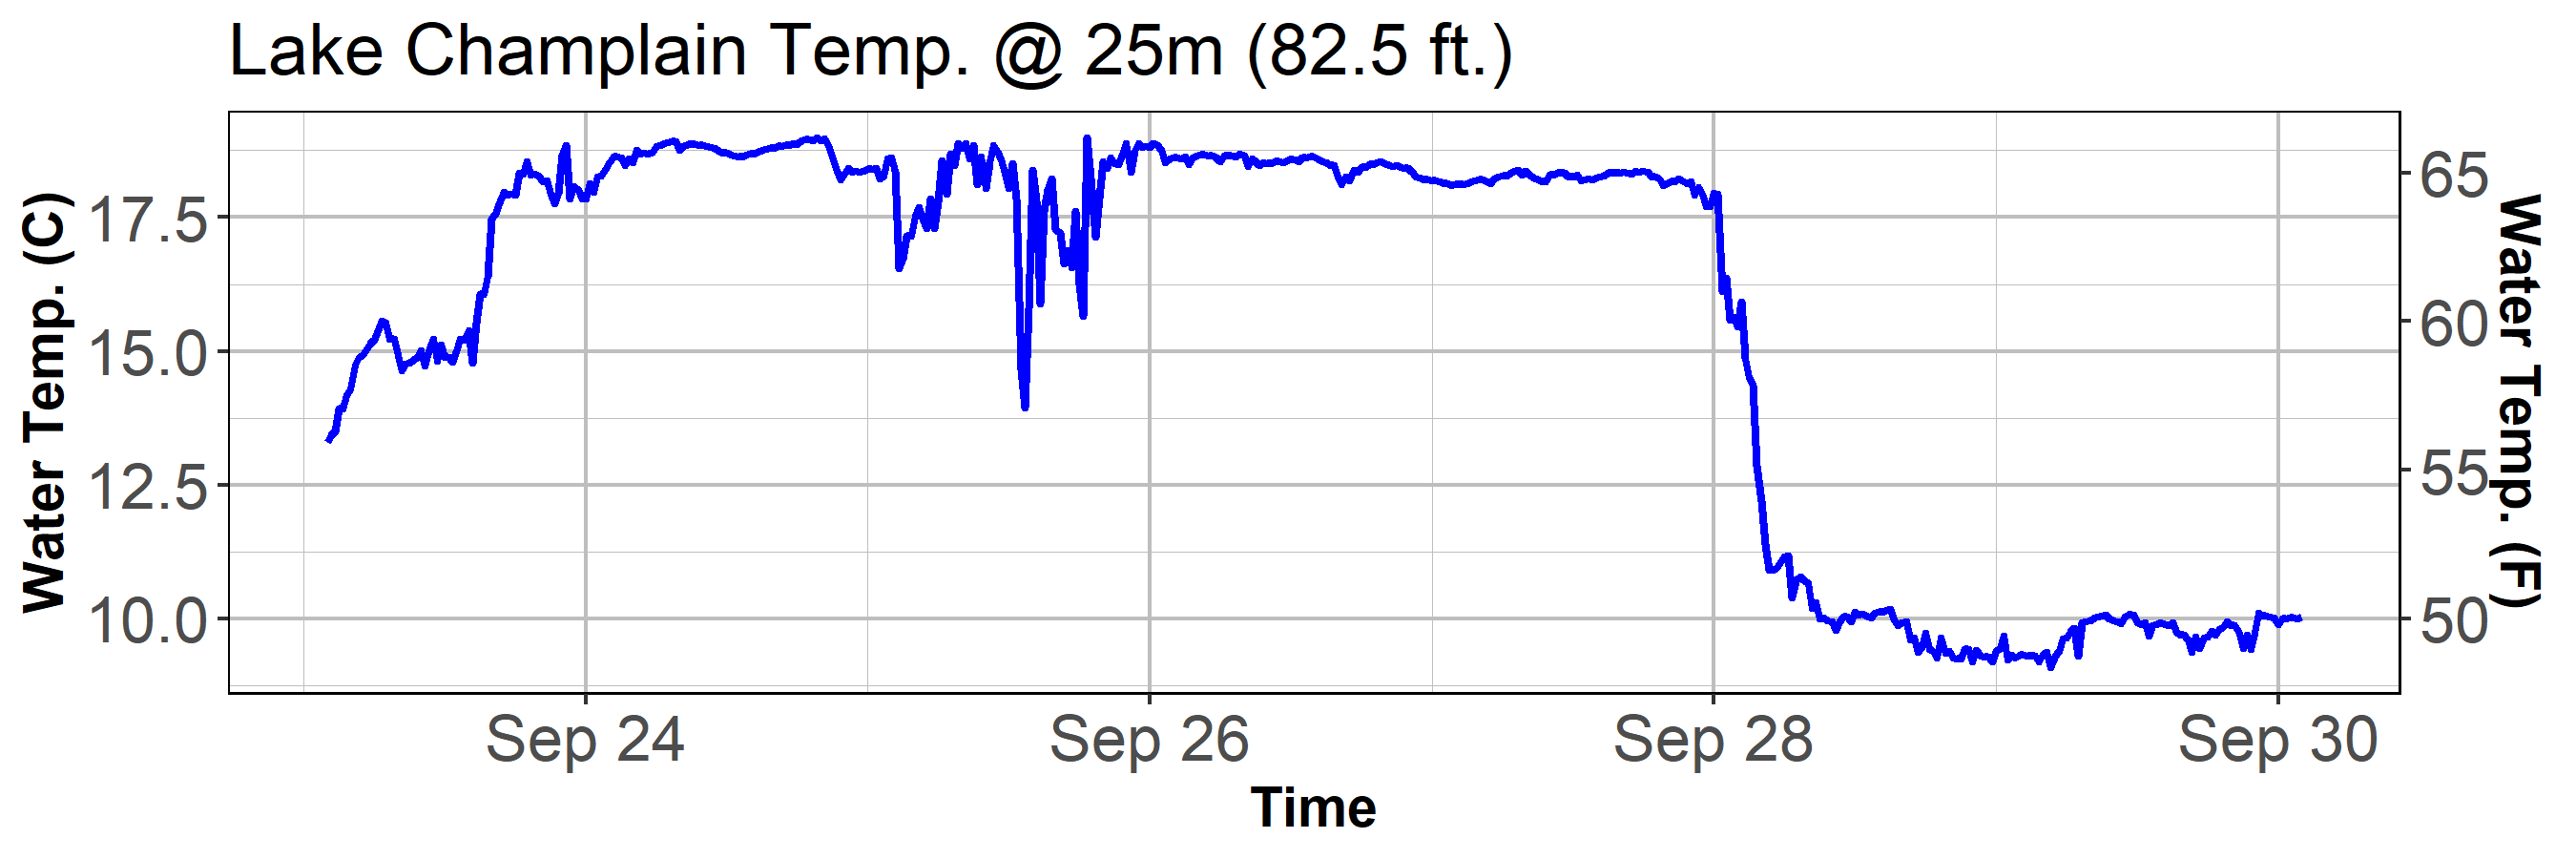 Lake Champlain Temp. @ 25m (82.5 ft.)
Water Temp. (C)
17.5
15.0
12.5
10.0
65
60
55
50
Water Temp. (F)
Sep 24
Sep 26
Sep 28
Sep 30
Time